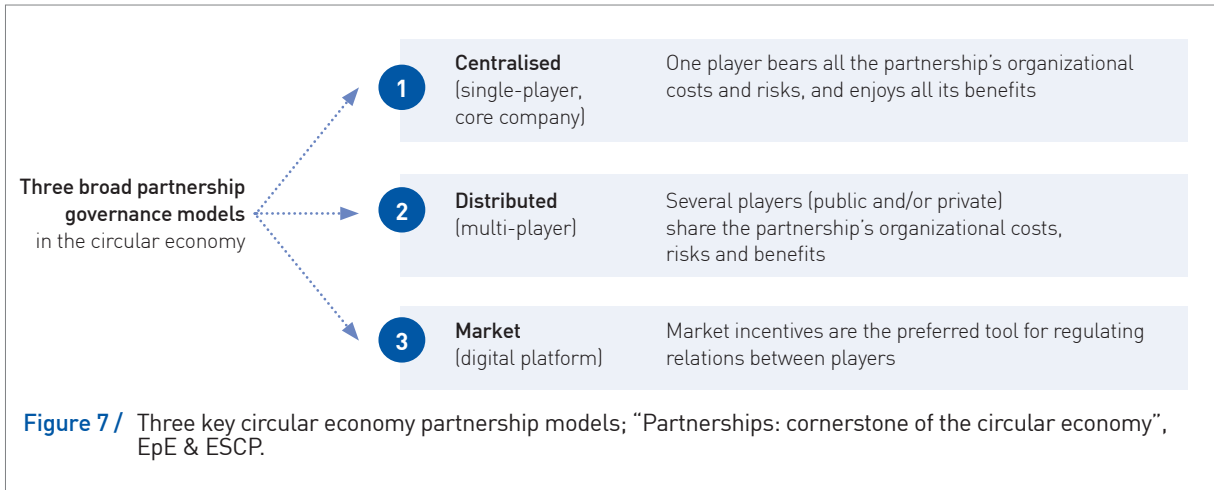 Three broad partnership
governance models
in the circular economy
1
Centralised
(single-player,
core company)
One player bears all the partnership’s organizational
costs and risks, and enjoys all its benefits
2
Distributed
(multi-player)
Several players (public and/or private)
share the partnership’s organizational costs,
risks and benefits
3
Market
(digital platform)
Market incentives are the preferred tool for regulating
relations between players
Figure 7 / Three key circular economy partnership models; “Partnerships: cornerstone of the circular economy”,
EpE & ESCP.